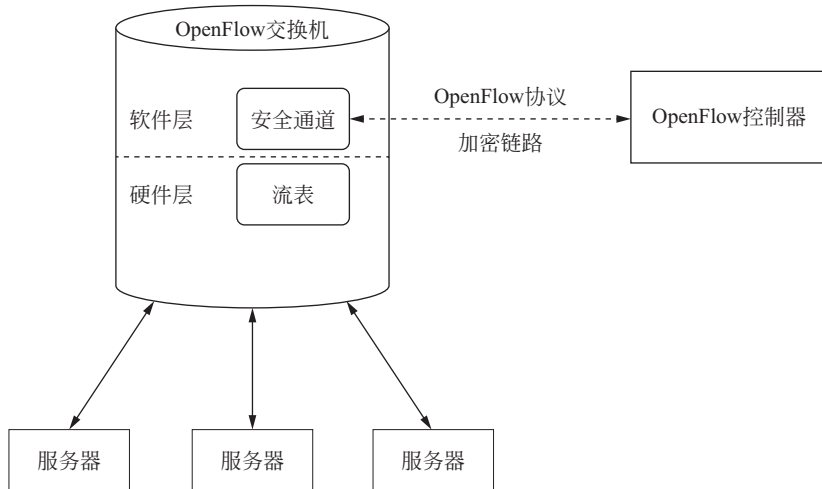 OpenFlow交换机
软件层
安全通道
OpenFlow协议
加密链路
OpenFlow控制器
硬件层
流表
服务器
服务器
服务器